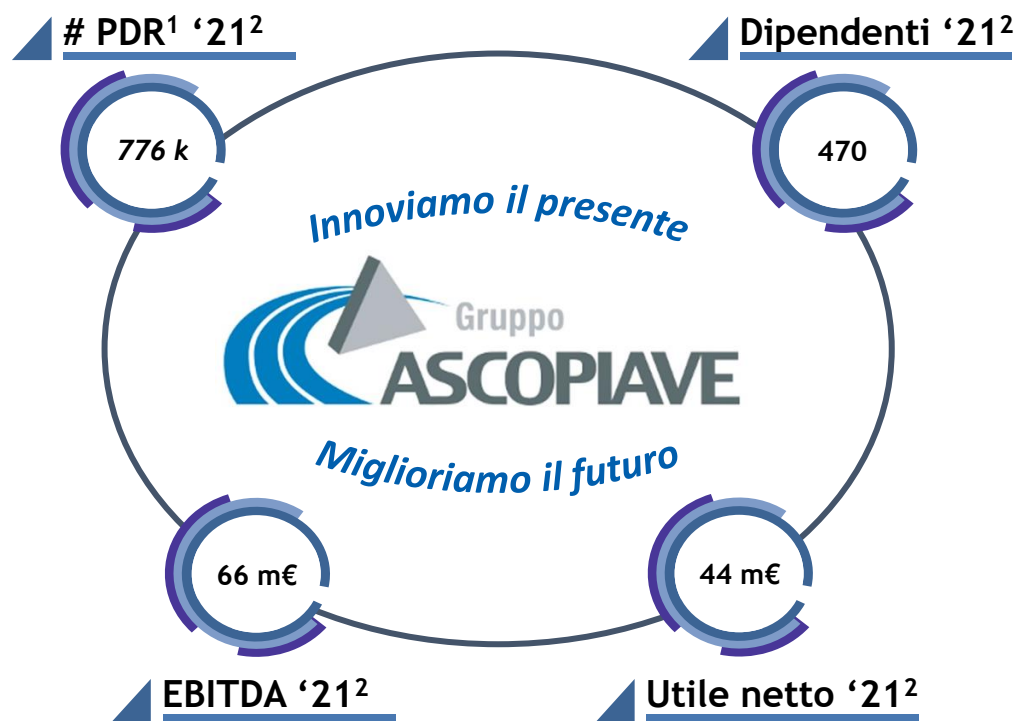 # PDR¹ ‘21²
Dipendenti ‘21²
776 k
470
Innoviamo il presente
Gruppo
ASCOPIAVE
Miglioriamo il futuro
66 m€
44 m€
EBITDA ‘21²
Utile netto ‘21²